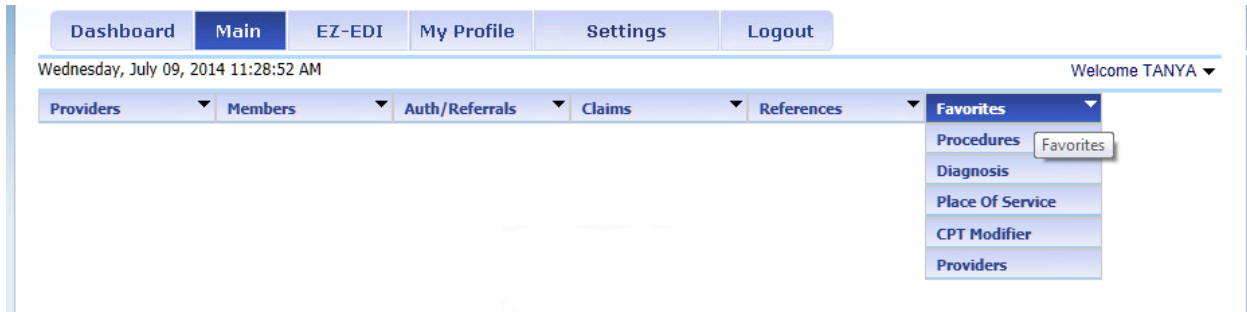 Dashboard Main EZ-EDI My Profile Settings Logout
Wednesday, July 09, 2014 11:28:52 AM Welcome TANYA
Providers Members Auth/Referrals Claims References Favorites
Procedures
Favorites
Diagnosis
Place Of Service
CPT Modifier
Providers